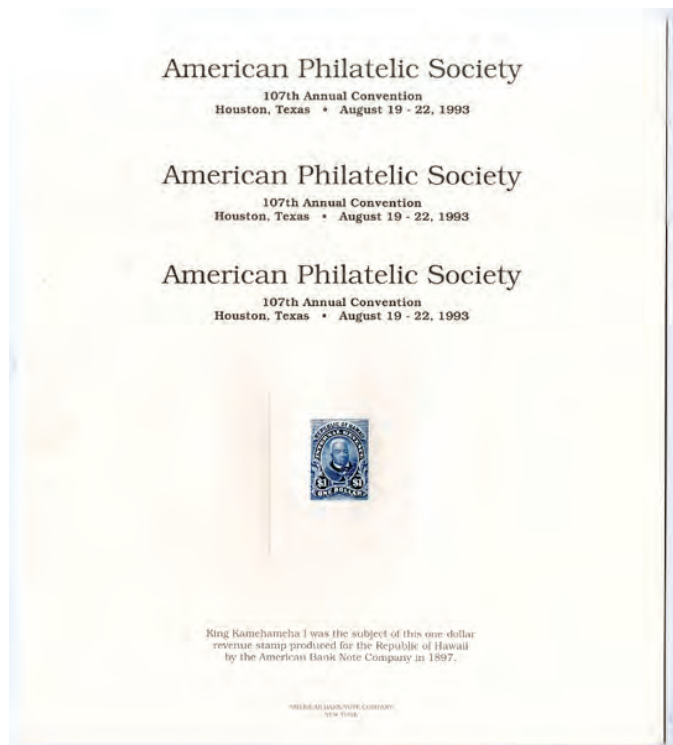 American Philatelic Society
107th Annual Convention
Houston, Texas • August 19 - 22, 1993
American Philatelic Society
107th Annual Convention
Houston, Texas • August 19 - 22, 1993
American Philatelic Society
107th Annual Convention
Houston, Texas • August 19 - 22, 1993
REPUBLIC OF HAWAII
INTERNAL REVENUE
$1 $1
ONE DOLLAR
King Kamehameha I was the subject of this one dollar
revenue stamp produced for the Republic of Hawaii
by the American Bank Note Company in 1897.
AMERICAN BANK NOTE COMPANY
NEW YORK